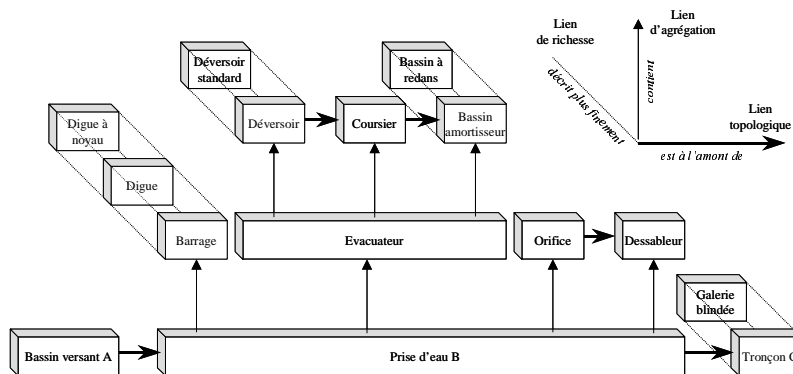 Lien
de richesse
Lien
d'agrégation
décrit plus finement
contient
Lien
topologique
est à l'amont de
Déversoir
standard
Bassin à
redans
Déversoir
Coursier
Bassin
amortisseur
Digue à
noyau
Digue
Barrage
Evacuateur
Orifice
Dessableur
Galerie
blindée
Bassin versant A
Prise d'eau B
Tronçon C